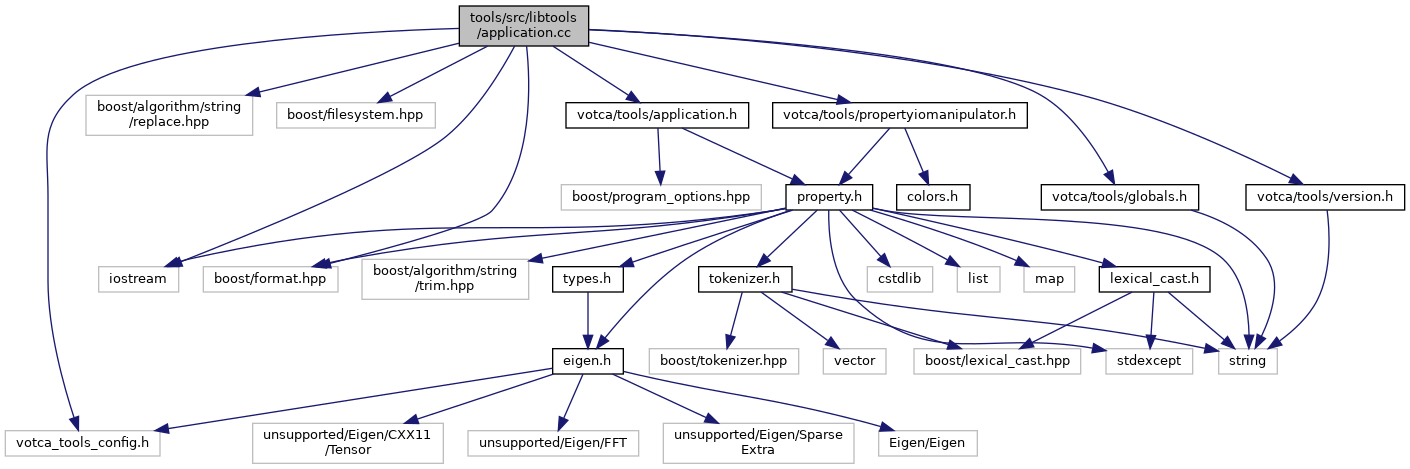 tools/src/libtools
/application.cc
boost/algorithm/string
/replace.hpp
boost/filesystem.hpp
votca/tools/application.h
votca/tools/propertyiomanipulator.h
boost/program_options.hpp
property.h
colors.h
votca/tools/globals.h
votca/tools/version.h
iostream
boost/format.hpp
boost/algorithm/string
/trim.hpp
types.h
tokenizer.h
cstdlib
list
map
lexical_cast.h
eigen.h
boost/tokenizer.hpp
vector
boost/lexical_cast.hpp
stdexcept
string
votca_tools_config.h
unsupported/Eigen/CXX11
/Tensor
unsupported/Eigen/FFT
unsupported/Eigen/Sparse
Extra
Eigen/Eigen